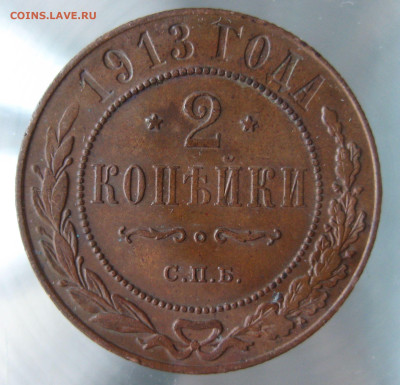 COINS.LAVE.RU
1913 ГОДА
2
КОПѢЙКИ
С.П.Б.